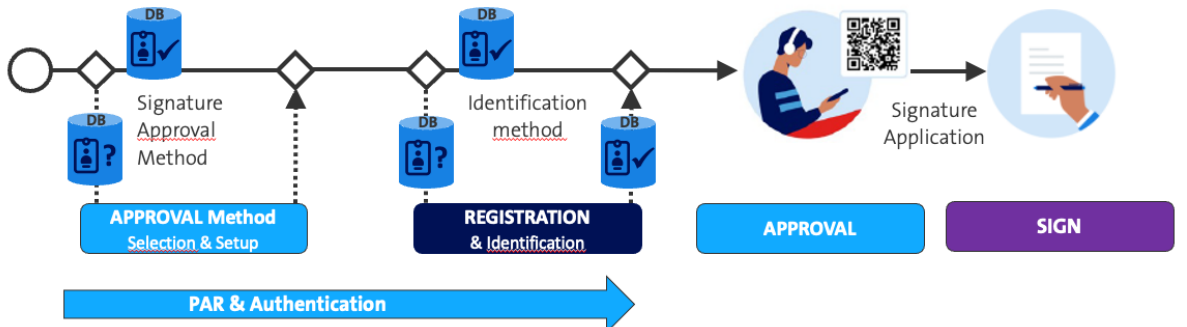 DB
DB
Signature
Approval
Method
Identification
method
DB
?
DB
?
DB
Signature
Application
APPROVAL Method
Selection & Setup
REGISTRATION
& Identification
APPROVAL
SIGN
PAR & Authentication